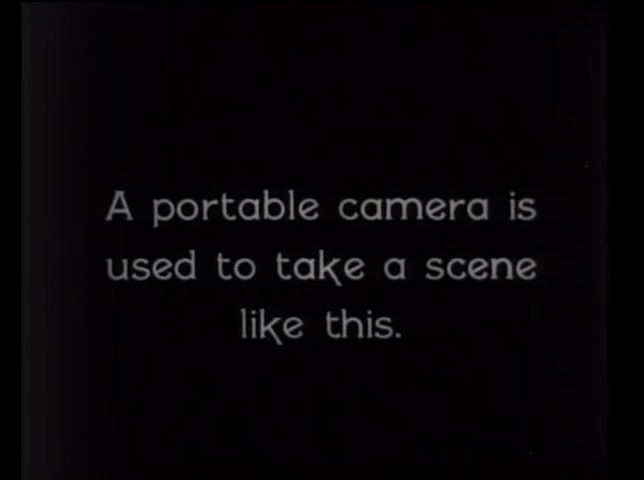 A portable camera is
used to take a scene
like this.